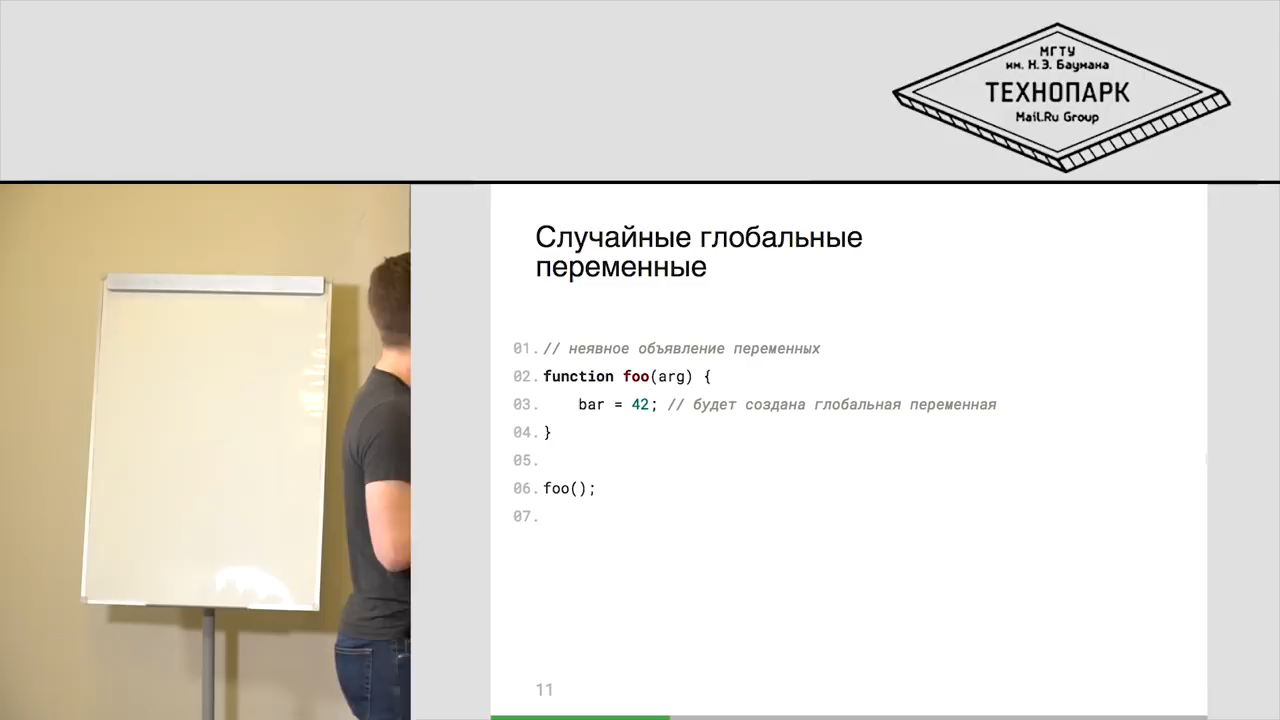 МГТУ
им. Н.Э. Баумана
ТЕХНОПАРК
Mail.Ru Group
Случайные глобальные
переменные
01. // неявное объявление переменных
02. function foo(arg) {
03. bar = 42; // будет создана глобальная переменная
04. }
05.
06. foo();
07.
11